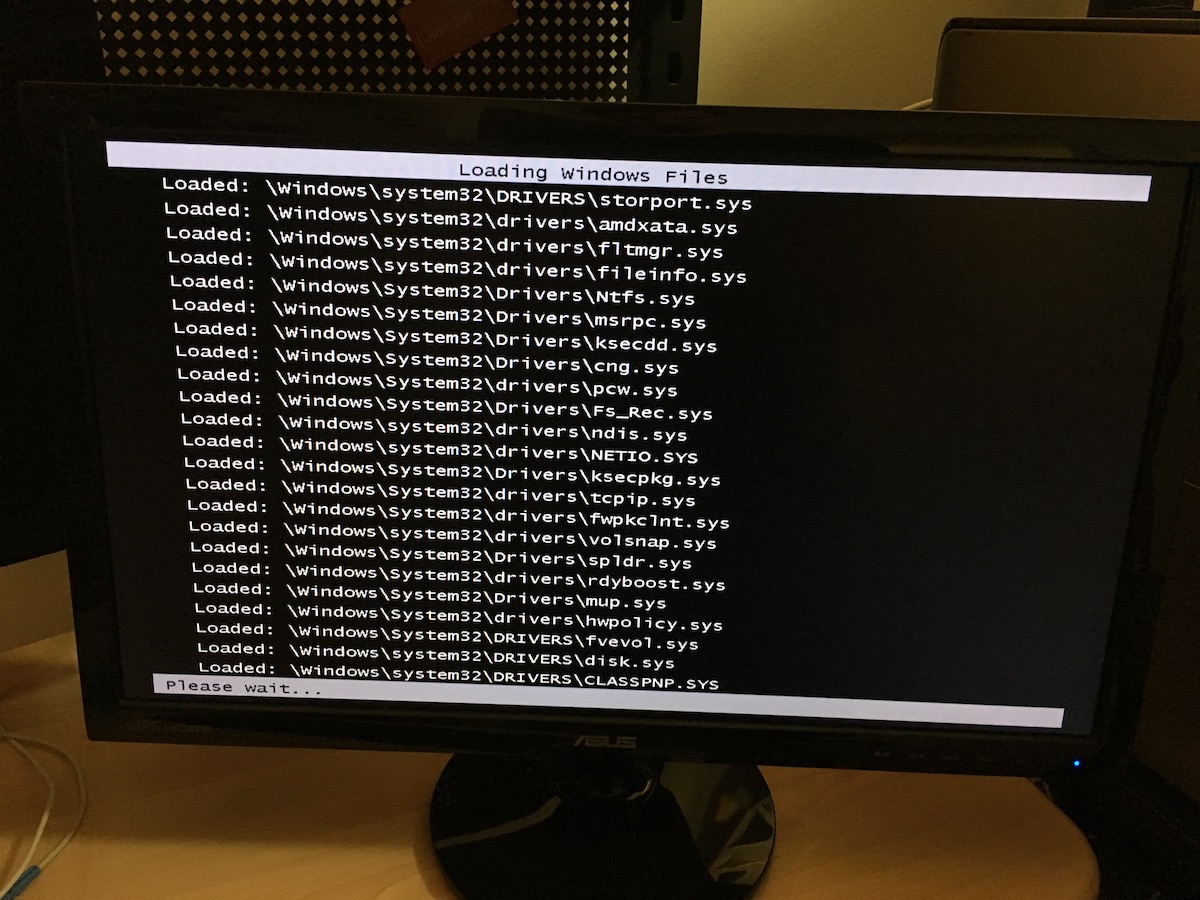 Loading Windows Files
Loaded: \Windows\system32\DRIVERS\storport.sys
Loaded: \Windows\system32\drivers\amdxata.sys
Loaded: \Windows\system32\drivers\fltmgr.sys
Loaded: \Windows\system32\drivers\fileinfo.sys
Loaded: \Windows\System32\Drivers\Ntfs.sys
Loaded: \Windows\System32\Drivers\msrpc.sys
Loaded: \Windows\System32\Drivers\ksecdd.sys
Loaded: \Windows\System32\Drivers\cng.sys
Loaded: \Windows\System32\drivers\pcw.sys
Loaded: \Windows\System32\Drivers\Fs_Rec.sys
Loaded: \Windows\system32\drivers\ndis.sys
Loaded: \Windows\system32\drivers\NETIO.SYS
Loaded: \Windows\System32\Drivers\ksecpkg.sys
Loaded: \Windows\System32\drivers\tcpip.sys
Loaded: \Windows\System32\drivers\fwpkclnt.sys
Loaded: \Windows\system32\drivers\volsnap.sys
Loaded: \Windows\System32\Drivers\spldr.sys
Loaded: \Windows\System32\drivers\rdyboost.sys
Loaded: \Windows\System32\Drivers\mup.sys
Loaded: \Windows\System32\drivers\hwpolicy.sys
Loaded: \Windows\System32\DRIVERS\fvevol.sys
Loaded: \Windows\system32\DRIVERS\disk.sys
Loaded: \Windows\system32\DRIVERS\CLASSPNP.SYS
Please wait...
ASUS